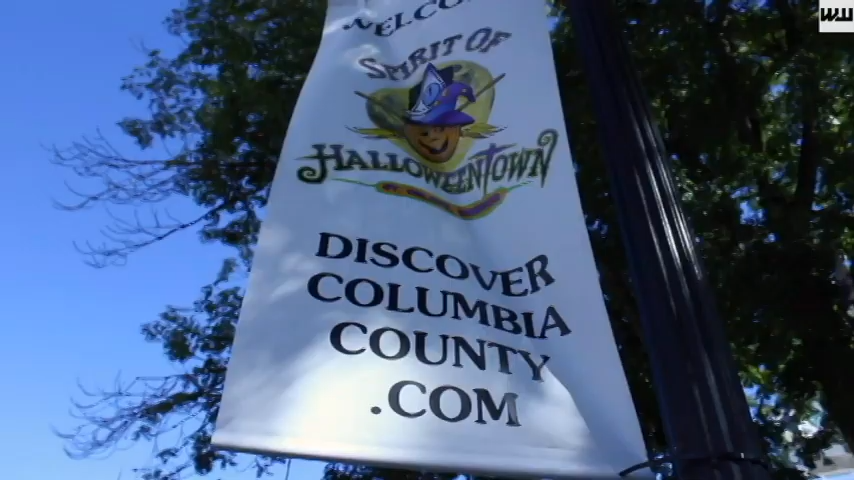 SPIRIT OF
HALLOWEENTOWN
DISCOVER
COLUMBIA
COUNTY
.COM